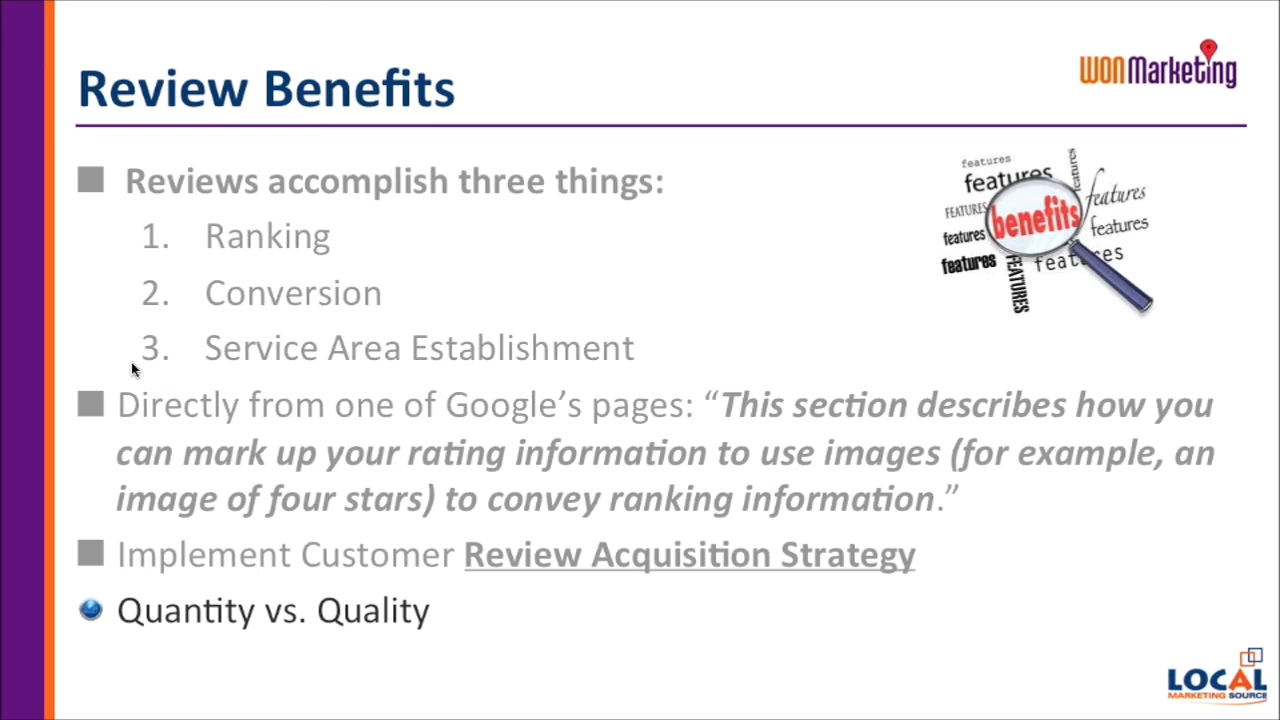 Review Benefits
WON Marketing
Reviews accomplish three things:
1. Ranking
2. Conversion
3. Service Area Establishment
features
features
features
FEATURES
features
benefits
features
features
features
features
FEATURES
Directly from one of Google’s pages: “This section describes how you
can mark up your rating information to use images (for example, an
image of four stars) to convey ranking information.”
Implement Customer Review Acquisition Strategy
Quantity vs. Quality
LOCAL
MARKETING SOURCE